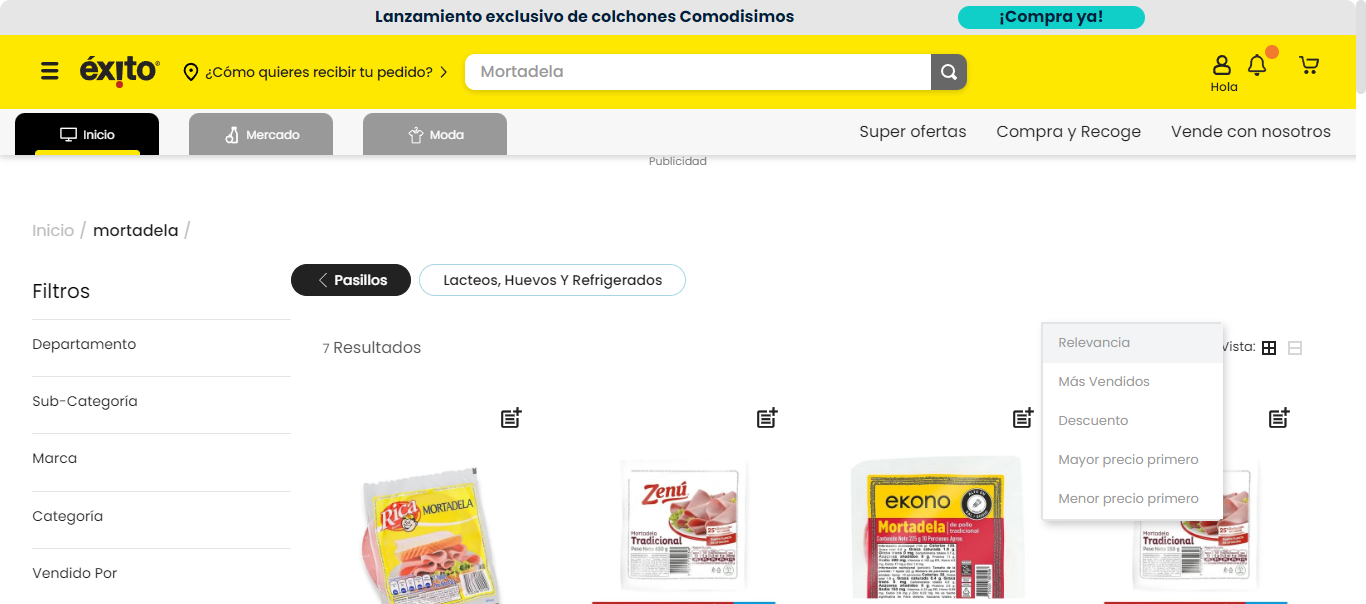 Lanzamiento exclusivo de colchones Comodisimos
¡Compra ya!
éxito
¿Cómo quieres recibir tu pedido?
Mortadela
Hola
Inicio
Mercado
Moda
Super ofertas
Compra y Recoge
Vende con nosotros
Publicidad
Inicio / mortadela /
Filtros
Pasillos
Lacteos, Huevos Y Refrigerados
Departamento
7 Resultados
Relevancia
Vista:
Más Vendidos
Sub-Categoría
Descuento
Marca
Mayor precio primero
Categoría
Menor precio primero
Vendido Por
Rica
MORTADELA
Zenú
Mortadela
Tradicional
ekono
Mortadela
de pollo
tradicional
Mortadela
Tradicional